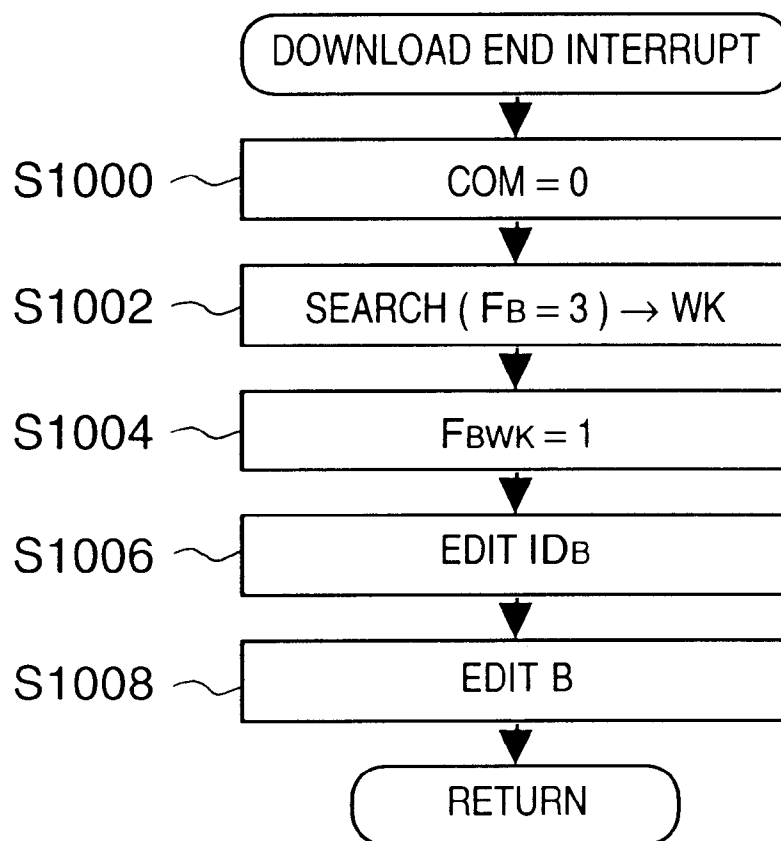 DOWNLOAD END INTERRUPT
S1000 COM = 0
S1002 SEARCH ( FB = 3 ) → WK
S1004 FBWK = 1
S1006 EDIT IDB
S1008 EDIT B
RETURN